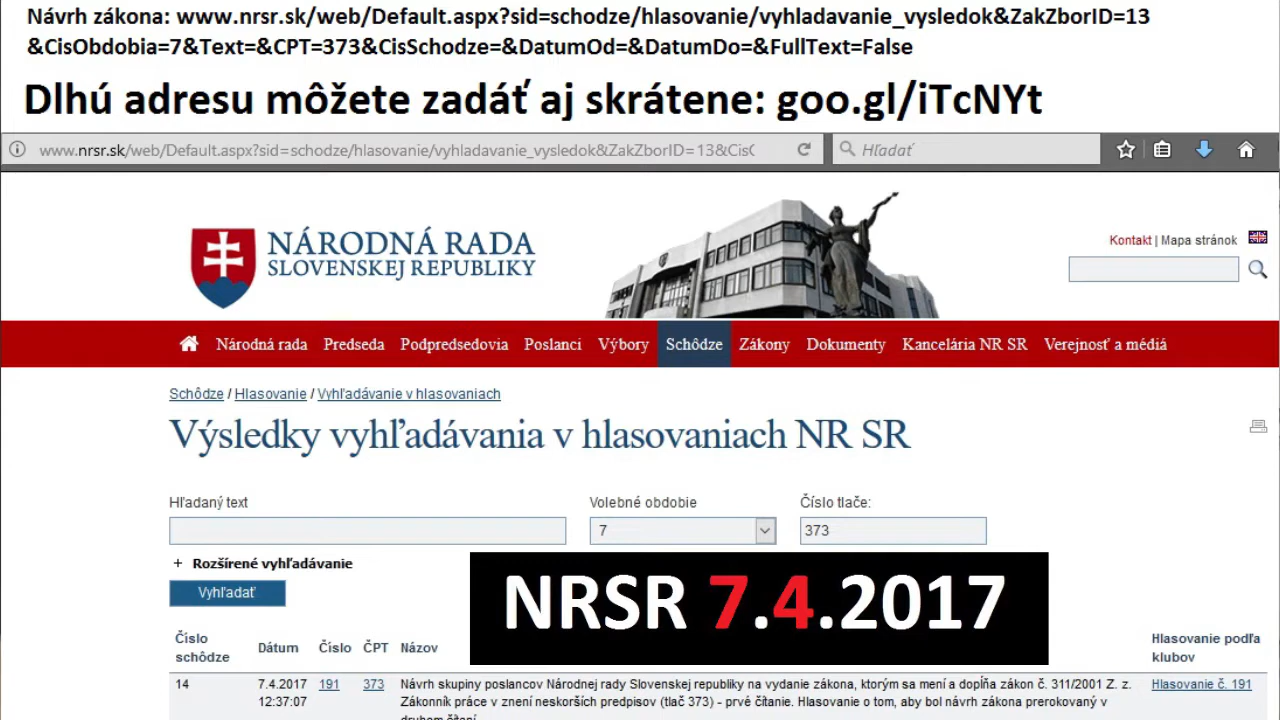 Návrh zákona: www.nrsr.sk/web/Default.aspx?sid=schodze/hlasovanie/vyhladavanie_vysledok&ZakZborID=13
&CisObdobia=7&Text=&CPT=373&CisSchodze=&DatumOd=&DatumDo=&FullText=False
Dlhú adresu môžete zadáť aj skrátene: goo.gl/iTcNYt
www.nrsr.sk/web/Default.aspx?sid=schodze/hlasovanie/vyhladavanie_vysledok&ZakZborID=13&Cis
Hľadať
NÁRODNÁ RADA
SLOVENSKEJ REPUBLIKY
Kontakt | Mapa stránok
Národná rada Predseda Podpredsedovia Poslanci Výbory Schôdze Zákony Dokumenty Kancelária NR SR Verejnosť a médiá
Schôdze / Hlasovanie / Vyhľadávanie v hlasovaniach
Výsledky vyhľadávania v hlasovaniach NR SR
Hľadaný text Volebné obdobie Číslo tlače:
7 373
+ Rozšírené vyhľadávanie
Vyhľadať
NRSR 7.4.2017
Číslo schôdze Dátum Číslo ČPT Názov Hlasovanie podľa klubov
14 7.4.2017 191 373 Návrh skupiny poslancov Národnej rady Slovenskej republiky na vydanie zákona, ktorým sa mení a dopĺňa zákon č. 311/2001 Z. z. Hlasovanie č. 191
12:37:07 Zákonník práce v znení neskorších predpisov (tlač 373) - prvé čítanie. Hlasovanie o tom, aby bol návrh zákona prerokovaný v
druhom čítaní.